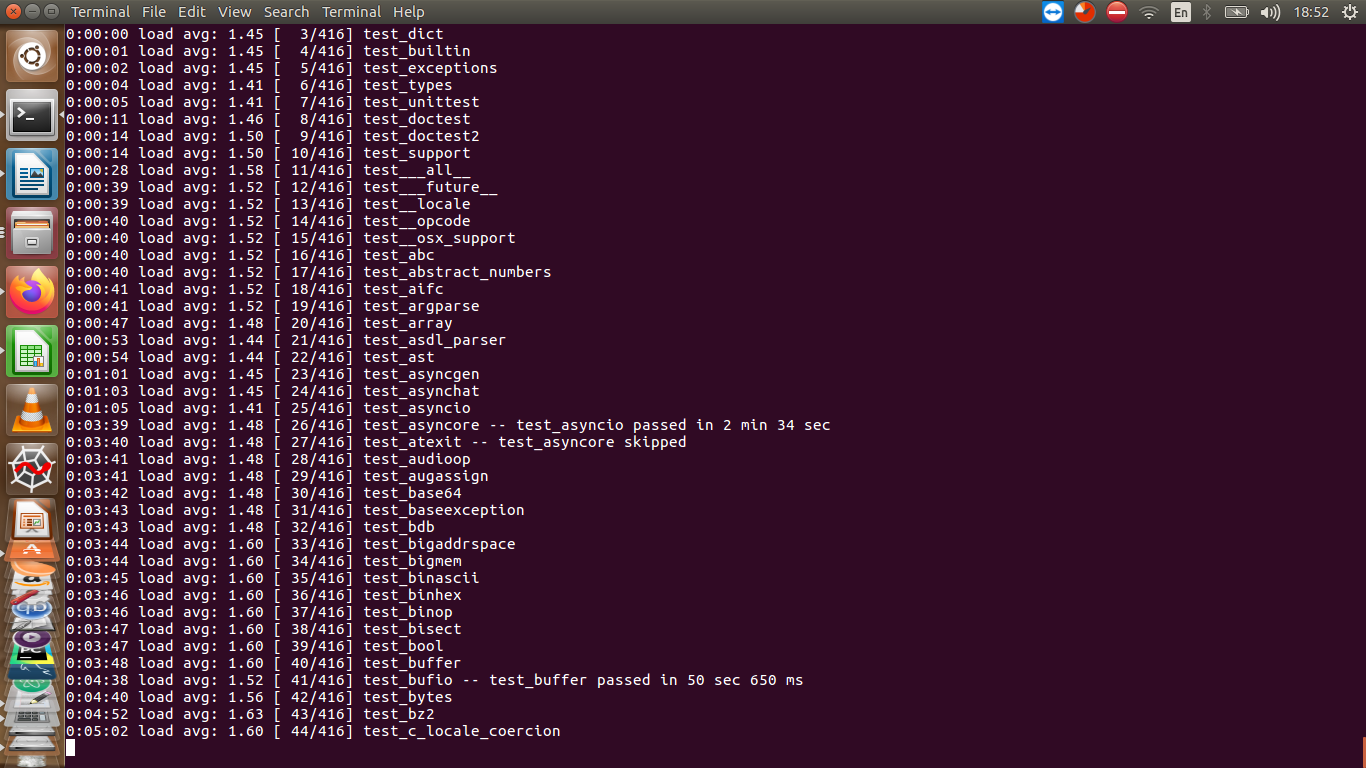 Terminal File Edit View Search Terminal Help En 18:52
0:00:00 load avg: 1.45 [  3/416] test_dict
0:00:01 load avg: 1.45 [  4/416] test_builtin
0:00:02 load avg: 1.45 [  5/416] test_exceptions
0:00:04 load avg: 1.41 [  6/416] test_types
0:00:05 load avg: 1.41 [  7/416] test_unittest
0:00:11 load avg: 1.46 [  8/416] test_doctest
0:00:14 load avg: 1.50 [  9/416] test_doctest2
0:00:14 load avg: 1.50 [ 10/416] test_support
0:00:28 load avg: 1.58 [ 11/416] test___all__
0:00:39 load avg: 1.52 [ 12/416] test___future__
0:00:39 load avg: 1.52 [ 13/416] test__locale
0:00:40 load avg: 1.52 [ 14/416] test__opcode
0:00:40 load avg: 1.52 [ 15/416] test__osx_support
0:00:40 load avg: 1.52 [ 16/416] test_abc
0:00:40 load avg: 1.52 [ 17/416] test_abstract_numbers
0:00:41 load avg: 1.52 [ 18/416] test_aifc
0:00:41 load avg: 1.52 [ 19/416] test_argparse
0:00:47 load avg: 1.48 [ 20/416] test_array
0:00:53 load avg: 1.44 [ 21/416] test_asdl_parser
0:00:54 load avg: 1.44 [ 22/416] test_ast
0:01:01 load avg: 1.45 [ 23/416] test_asyncgen
0:01:03 load avg: 1.45 [ 24/416] test_asynchat
0:01:05 load avg: 1.41 [ 25/416] test_asyncio
0:03:39 load avg: 1.48 [ 26/416] test_asyncore -- test_asyncio passed in 2 min 34 sec
0:03:40 load avg: 1.48 [ 27/416] test_atexit -- test_asyncore skipped
0:03:41 load avg: 1.48 [ 28/416] test_audioop
0:03:41 load avg: 1.48 [ 29/416] test_augassign
0:03:42 load avg: 1.48 [ 30/416] test_base64
0:03:43 load avg: 1.48 [ 31/416] test_baseexception
0:03:43 load avg: 1.48 [ 32/416] test_bdb
0:03:44 load avg: 1.60 [ 33/416] test_bigaddrspace
0:03:44 load avg: 1.60 [ 34/416] test_bigmem
0:03:45 load avg: 1.60 [ 35/416] test_binascii
0:03:46 load avg: 1.60 [ 36/416] test_binhex
0:03:46 load avg: 1.60 [ 37/416] test_binop
0:03:47 load avg: 1.60 [ 38/416] test_bisect
0:03:47 load avg: 1.60 [ 39/416] test_bool
0:03:48 load avg: 1.60 [ 40/416] test_buffer
0:04:38 load avg: 1.52 [ 41/416] test_bufio -- test_buffer passed in 50 sec 650 ms
0:04:40 load avg: 1.56 [ 42/416] test_bytes
0:04:52 load avg: 1.63 [ 43/416] test_bz2
0:05:02 load avg: 1.60 [ 44/416] test_c_locale_coercion